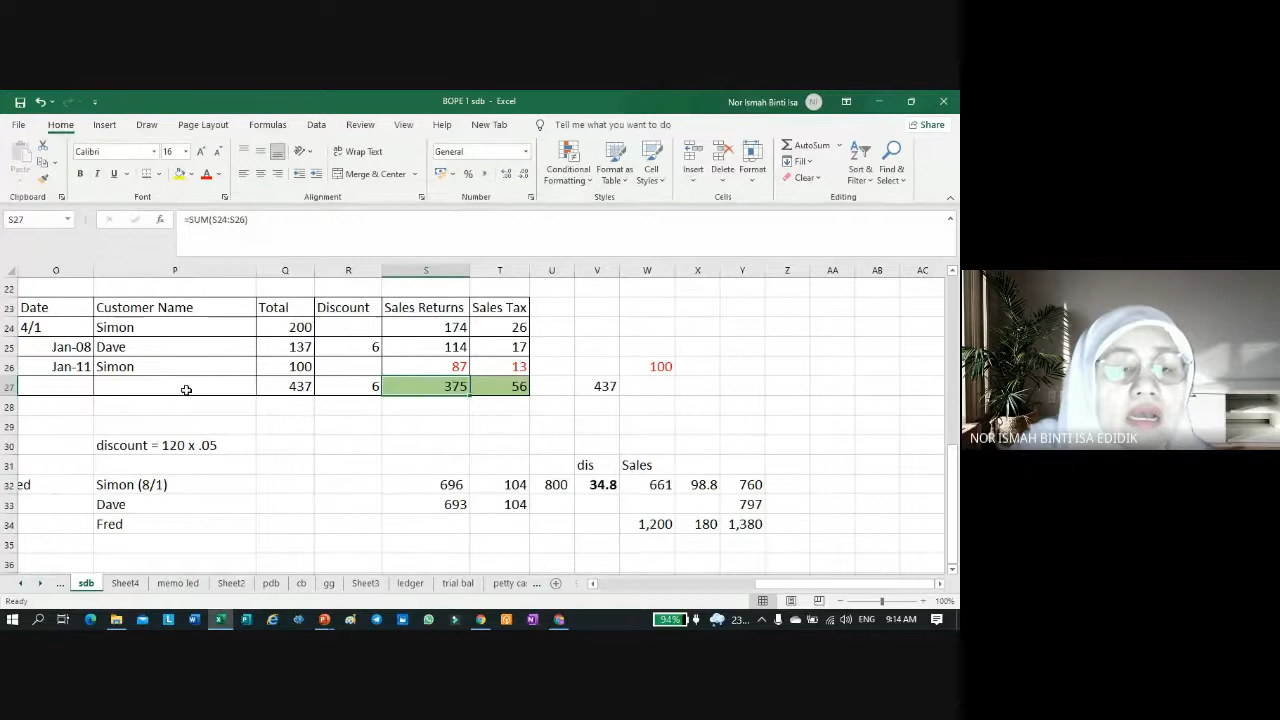 BOPE 1 sdb - Excel
Nor Ismah Binti Isa
NI
File Home Insert Draw Page Layout Formulas Data Review View Help New Tab Tell me what you want to do
Share
Paste
Calibri 16
Wrap Text
Merge & Center
General
Conditional Formatting
Format as Table
Cell Styles
Insert
Delete
Format
AutoSum
Fill
Clear
Sort & Filter
Find & Select
Clipboard Font Alignment Number Styles Cells Editing
S27 =SUM(S24:S26)
O P Q R S T U V W X Y Z AA AB AC
22
23 Date Customer Name Total Discount Sales Returns Sales Tax
24 4/1 Simon 200 174 26
25 Jan-08 Dave 137 6 114 17
26 Jan-11 Simon 100 87 13 100
27 437 6 375 56 437
28
29
30 discount = 120 x .05
31 dis Sales
32 ed Simon (8/1) 696 104 800 34.8 661 98.8 760
33 Dave 693 104 797
34 Fred 1,200 180 1,380
35
36
... sdb Sheet4 memo led Sheet2 pdb cb gg Sheet3 ledger trial bal petty ca ...
Ready
100%
94% 23... ENG 9:14 AM
NOR ISMAH BINTI ISA EDIDIK